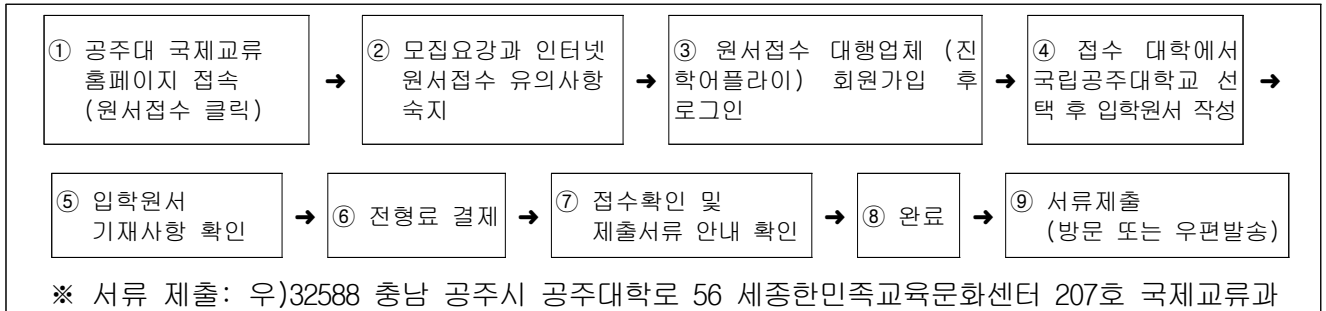 ① 공주대 국제교류
홈페이지 접속
(원서접수 클릭)
➜
② 모집요강과 인터넷
원서접수 유의사항
숙지
➜
③ 원서접수 대행업체 (진
학어플라이) 회원가입 후
로그인
➜
④ 접수 대학에서
국립공주대학교 선
택 후 입학원서 작성
➜
⑤ 입학원서
기재사항 확인
➜
⑥ 전형료 결제
➜
⑦ 접수확인 및
제출서류 안내 확인
➜
⑧ 완료
➜
⑨ 서류제출
(방문 또는 우편발송)
※ 서류 제출: 우)32588 충남 공주시 공주대학로 56 세종한민족교육문화센터 207호 국제교류과